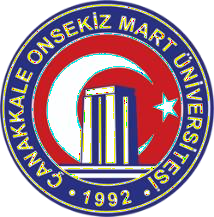 ÇANAKKALE ONSEKİZ MART ÜNİVERSİTESİ
• 1992 •